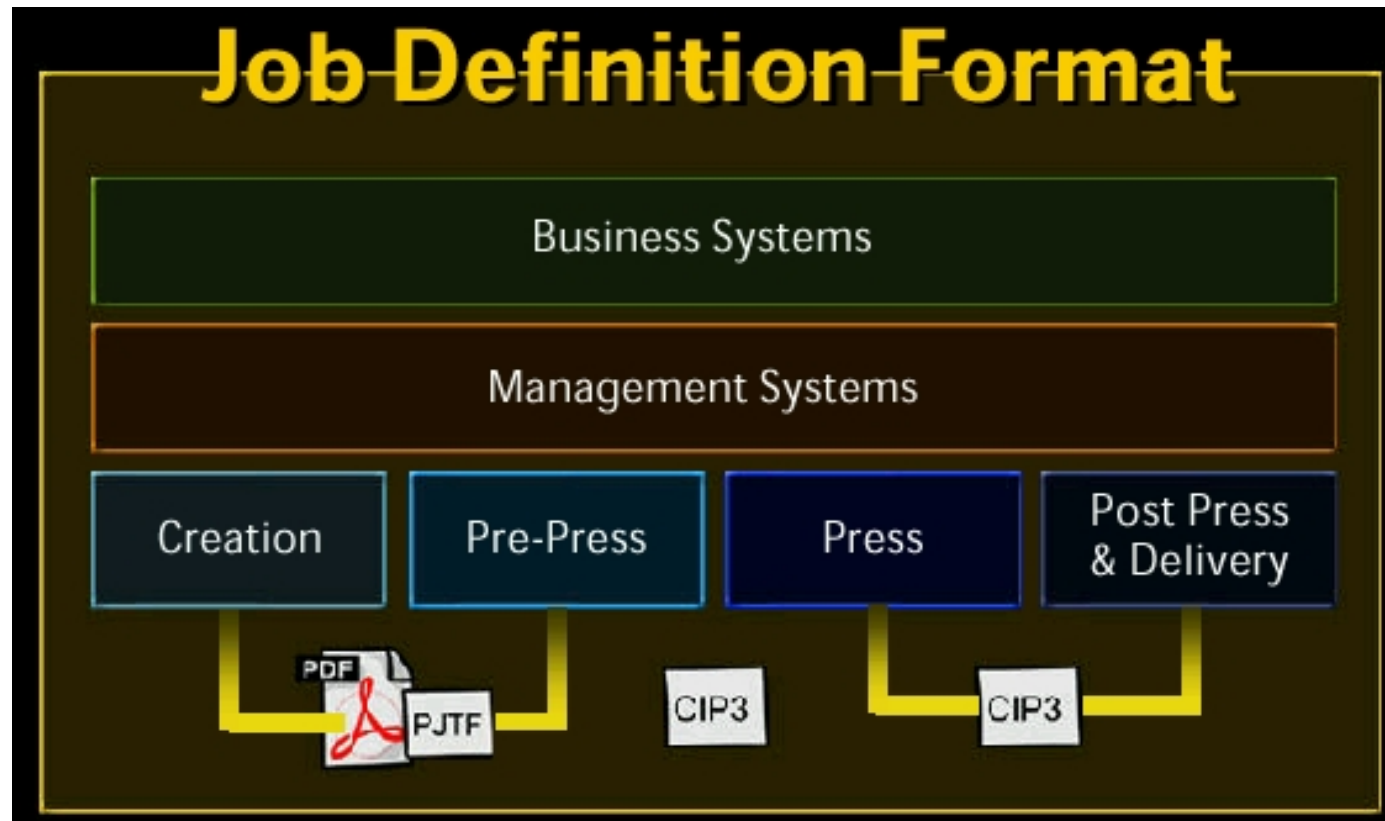 Job Definition Format
Business Systems
Management Systems
Creation
Pre-Press
Press
Post Press
& Delivery
PDF
PJTF
CIP3
CIP3